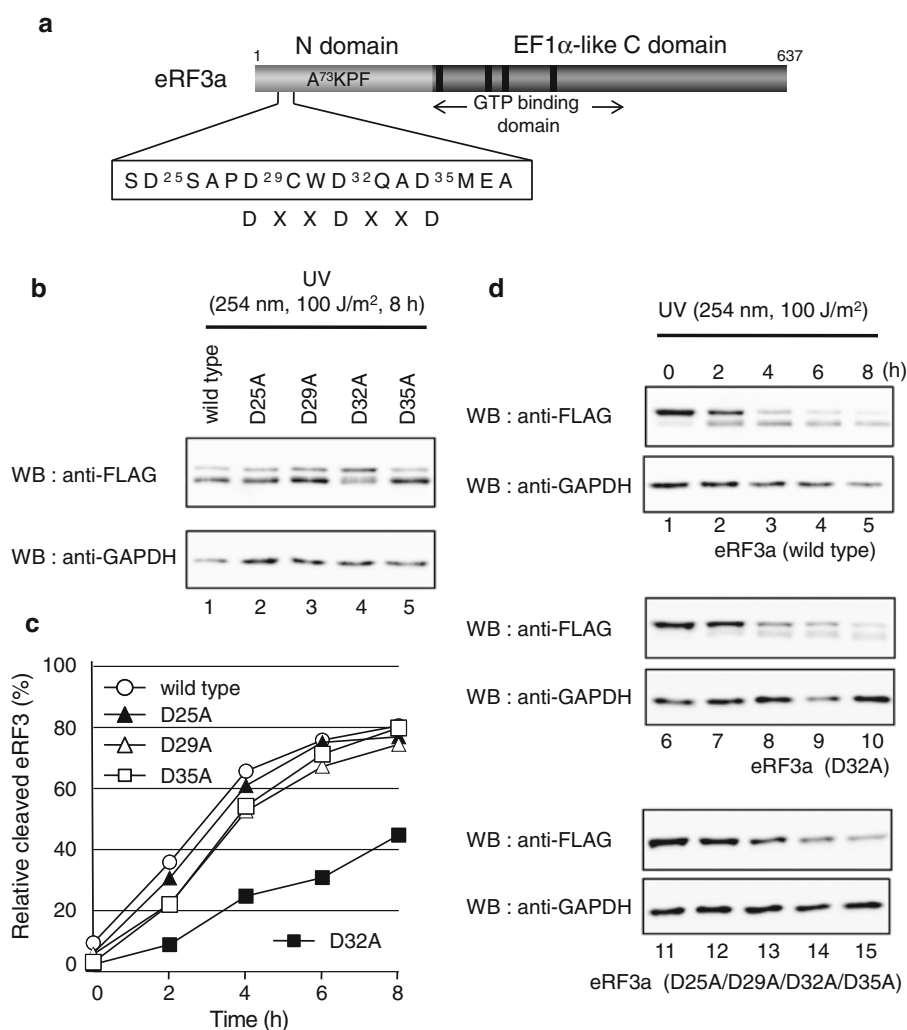 a
1 N domain EF1α-like C domain 637
eRF3a A⁷³KPF
GTP binding
domain
S D ²⁵ S A P D ²⁹ C W D ³² Q A D ³⁵ M E A
D X X D X X D
b
UV
(254 nm, 100 J/m², 8 h)
wild type
D25A
D29A
D32A
D35A
WB : anti-FLAG
WB : anti-GAPDH
1 2 3 4 5
c
Relative cleaved eRF3 (%)
100
80
60
40
20
0
wild type
D25A
D29A
D35A
D32A
0 2 4 6 8
Time (h)
d
UV (254 nm, 100 J/m²)
0 2 4 6 8 (h)
WB : anti-FLAG
WB : anti-GAPDH
1 2 3 4 5
eRF3a (wild type)
WB : anti-FLAG
WB : anti-GAPDH
6 7 8 9 10
eRF3a (D32A)
WB : anti-FLAG
WB : anti-GAPDH
11 12 13 14 15
eRF3a (D25A/D29A/D32A/D35A)